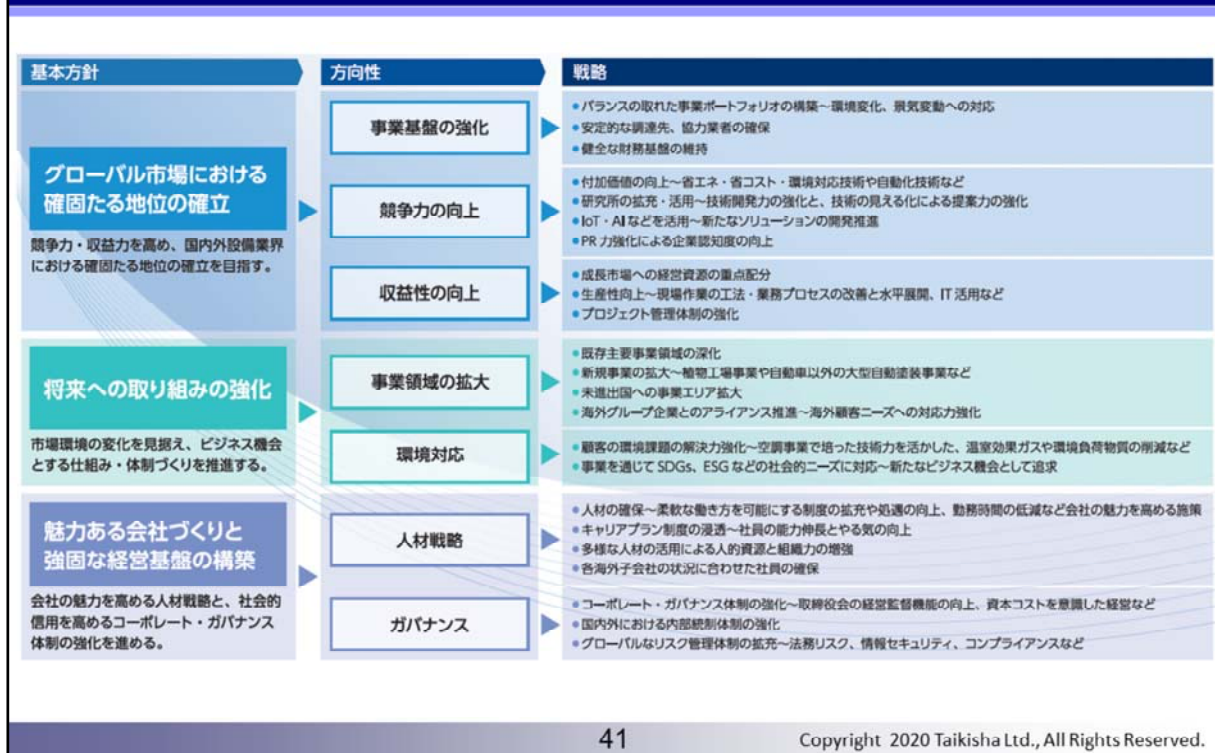 基本方針
方向性
戦略
グローバル市場における
確固たる地位の確立
競争力・収益力を高め、国内外設備業界
における確固たる地位の確立を目指す。
事業基盤の強化
•バランスの取れた事業ポートフォリオの構築～環境変化、景気変動への対応
•安定的な調達先、協力業者の確保
•健全な財務基盤の維持
競争力の向上
•付加価値の向上～省エネ・省コスト・環境対応技術や自動化技術など
•研究所の拡充・活用～技術開発力の強化と、技術の見える化による提案力の強化
•IoT・AIなどを活用～新たなソリューションの開発推進
•PR力強化による企業認知度の向上
収益性の向上
•成長市場への経営資源の重点配分
•生産性向上～現場作業の工法・業務プロセスの改善と水平展開、IT活用など
•プロジェクト管理体制の強化
将来への取り組みの強化
市場環境の変化を見据え、ビジネス機会
とする仕組み・体制づくりを推進する。
事業領域の拡大
•既存主要事業領域の深化
•新規事業の拡大～植物工場事業や自動車以外の大型自動塗装事業など
•未進出国への事業エリア拡大
•海外グループ企業とのアライアンス推進～海外顧客ニーズへの対応力強化
環境対応
•顧客の環境課題の解決力強化～空調事業で培った技術力を活かした、温室効果ガスや環境負荷物質の削減など
•事業を通じてSDGs、ESGなどの社会的ニーズに対応～新たなビジネス機会として追求
魅力ある会社づくりと
強固な経営基盤の構築
会社の魅力を高める人材戦略と、社会的
信用を高めるコーポレート・ガバナンス
体制の強化を進める。
人材戦略
•人材の確保～柔軟な働き方を可能にする制度の拡充や処遇の向上、勤務時間の低減など会社の魅力を高める施策
•キャリアプラン制度の浸透～社員の能力伸長とやる気の向上
•多様な人材の活用による人的資源と組織力の増強
•各海外子会社の状況に合わせた社員の確保
ガバナンス
•コーポレート・ガバナンス体制の強化～取締役会の経営監督機能の向上、資本コストを意識した経営など
•国内外における内部統制体制の強化
•グローバルなリスク管理体制の拡充～法務リスク、情報セキュリティ、コンプライアンスなど
41
Copyright 2020 Taikisha Ltd., All Rights Reserved.